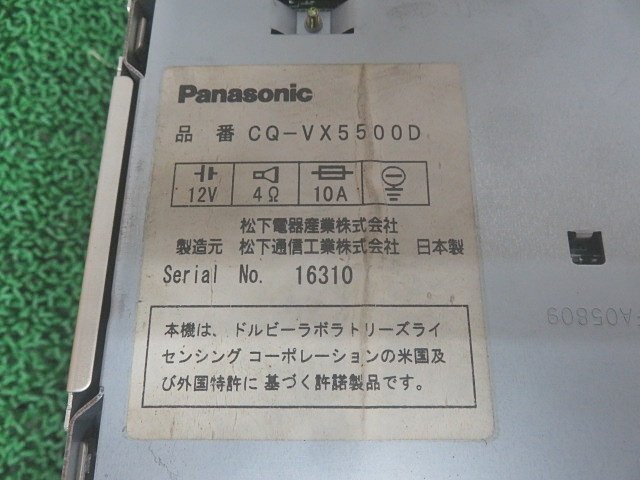 Panasonic
品 番 CQ-VX5500D
12V 4Ω 10A
松下電器産業株式会社
製造元 松下通信工業株式会社 日本製
Serial No. 16310
本機は、ドルビーラボラトリーズライ
センシング コーポレーションの米国及
び外国特許に 基づく許諾製品です。
A05809